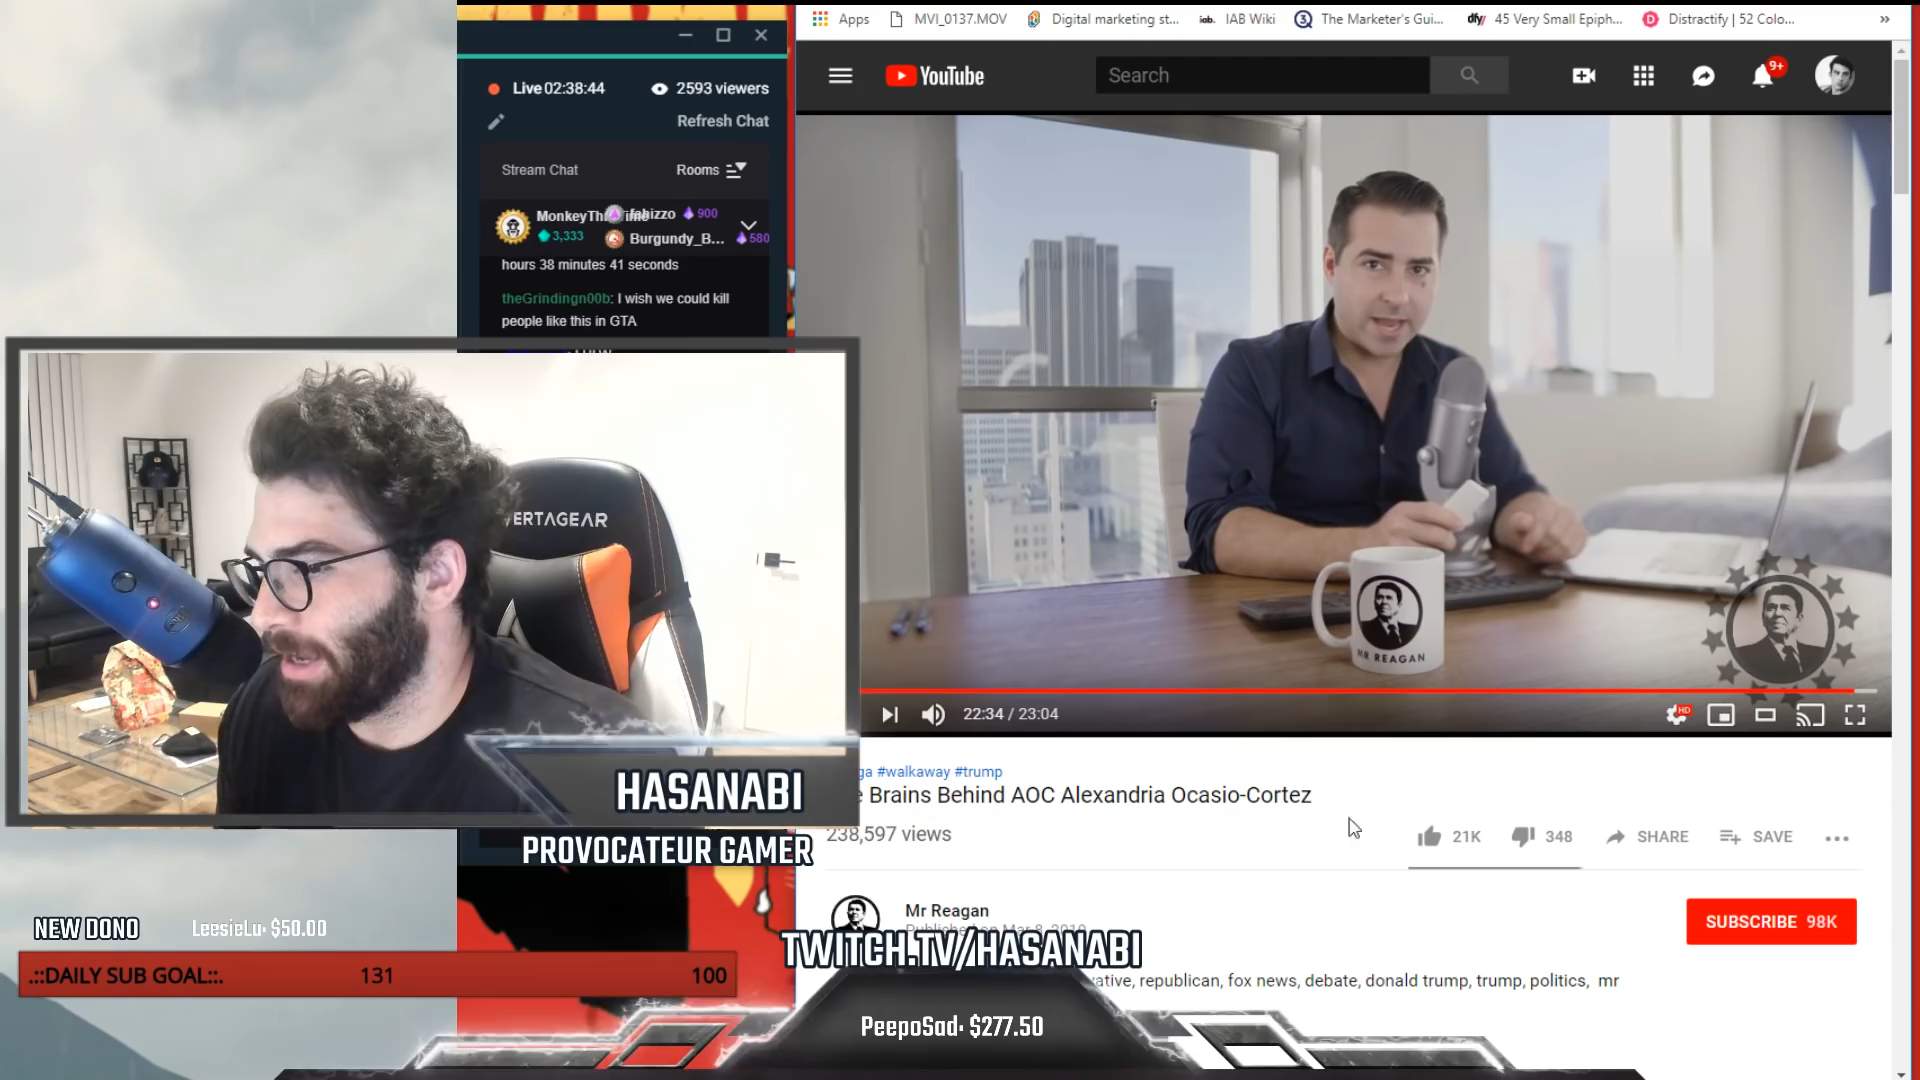 Apps MVI_0137.MOV Digital marketing st... iab. IAB Wiki The Marketer's Gui... dfy/ 45 Very Small Epiph... Distractify | 52 Colo... »
YouTube
Search
9+
Live 02:38:44 2593 viewers
Refresh Chat
Stream Chat Rooms
fabizzo 900
3,333
Burgundy_B... 580
hours 38 minutes 41 seconds
theGrindingn00b: I wish we could kill
people like this in GTA
VERTAGEAR
MR REAGAN
22:34 / 23:04
HD
HASANABI
PROVOCATEUR GAMER
#walkaway #trump
Brains Behind AOC Alexandria Ocasio-Cortez
238,597 views
21K 348 SHARE SAVE
Mr Reagan
SUBSCRIBE 98K
republican, fox news, debate, donald trump, trump, politics, mr
NEW DONO LeesieLu: $50.00
.::DAILY SUB GOAL::. 131 100
TWITCH.TV/HASANABI
PeepoSad: $277.50